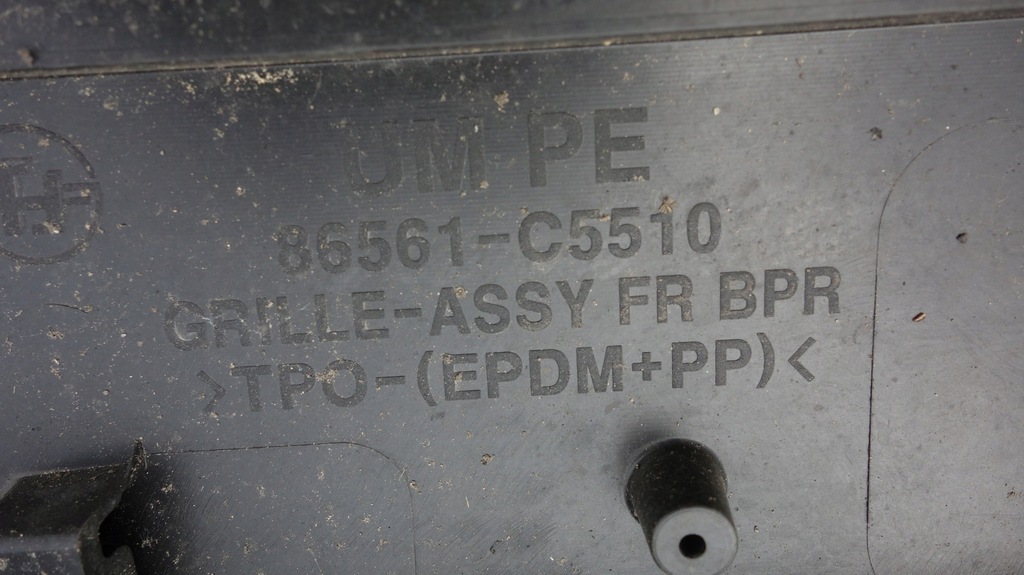 UM PE
86561-C5510
GRILLE-ASSY FR BPR
>TPO-(EPDM+PP)<